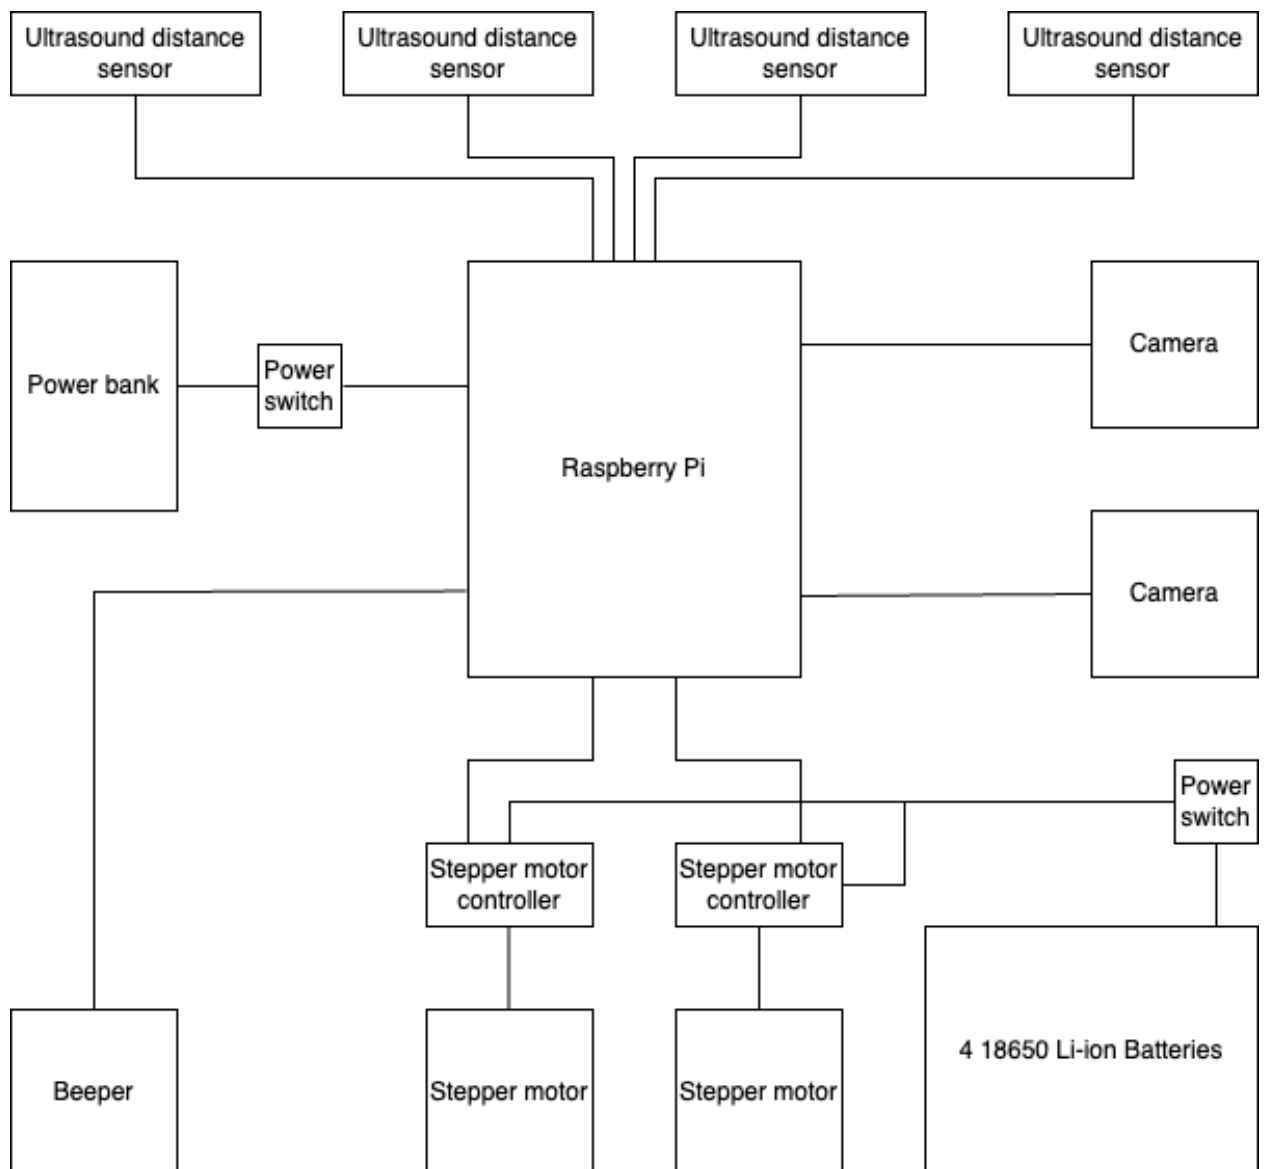 Ultrasound distance
sensor
Ultrasound distance
sensor
Ultrasound distance
sensor
Ultrasound distance
sensor
Power bank
Power
switch
Raspberry Pi
Camera
Camera
Power
switch
Stepper motor
controller
Stepper motor
controller
Beeper
Stepper motor
Stepper motor
4 18650 Li-ion Batteries